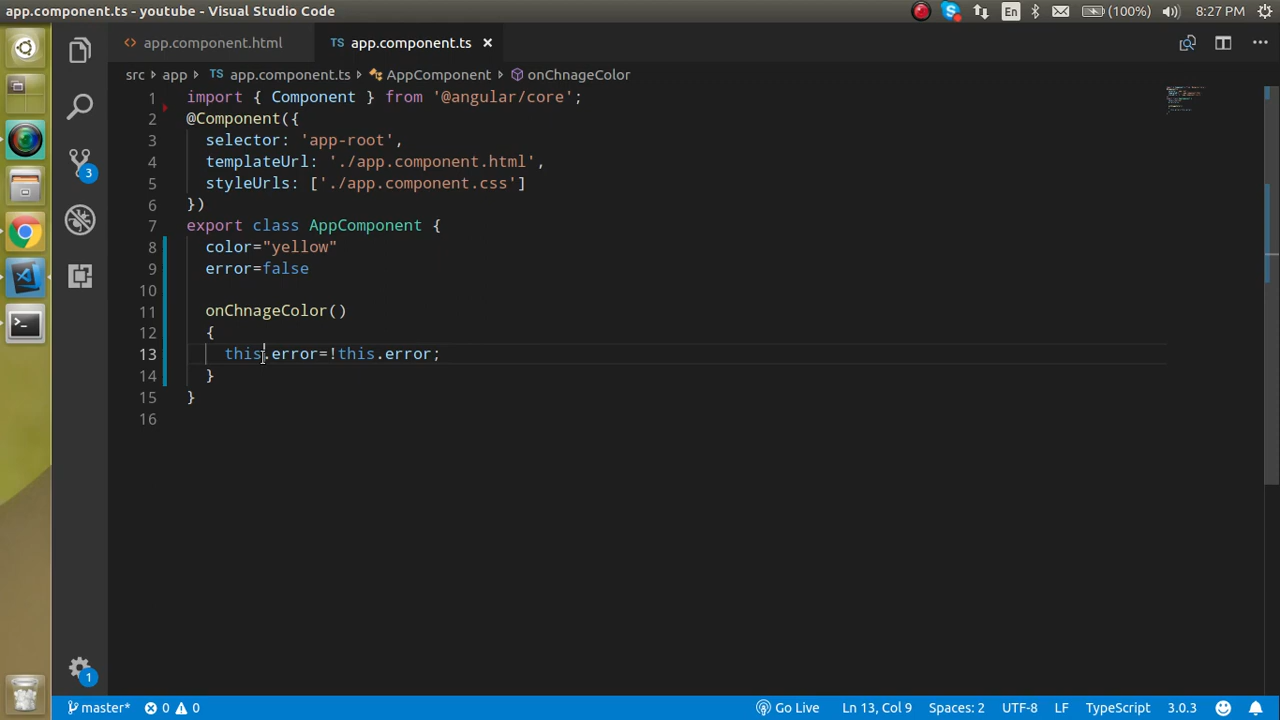 app.component.ts - youtube - Visual Studio Code
En
(100%)
8:27 PM
app.component.html
TS app.component.ts
src
app
TS app.component.ts
AppComponent
onChnageColor
1 import { Component } from '@angular/core';
2 @Component({
3 selector: 'app-root',
4 templateUrl: './app.component.html',
5 styleUrls: ['./app.component.css']
6 })
7 export class AppComponent {
8 color="yellow"
9 error=false
10
11 onChnageColor()
12 {
13 this.error=!this.error;
14 }
15 }
16
3
1
master*
0
0
Go Live
Ln 13, Col 9
Spaces: 2
UTF-8
LF
TypeScript
3.0.3